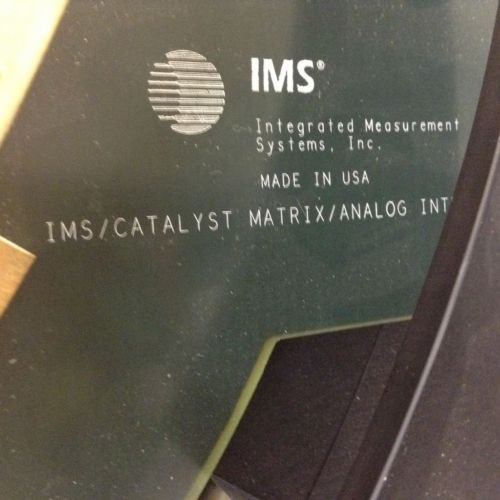 IMS®
Integrated Measurement
Systems, Inc.
MADE IN USA
IMS/CATALYST MATRIX/ANALOG INT